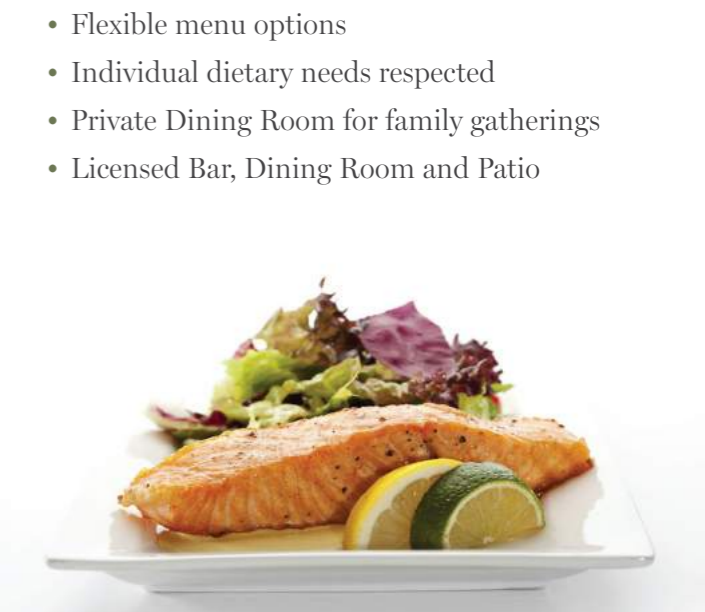 • Flexible menu options
• Individual dietary needs respected
• Private Dining Room for family gatherings
• Licensed Bar, Dining Room and Patio